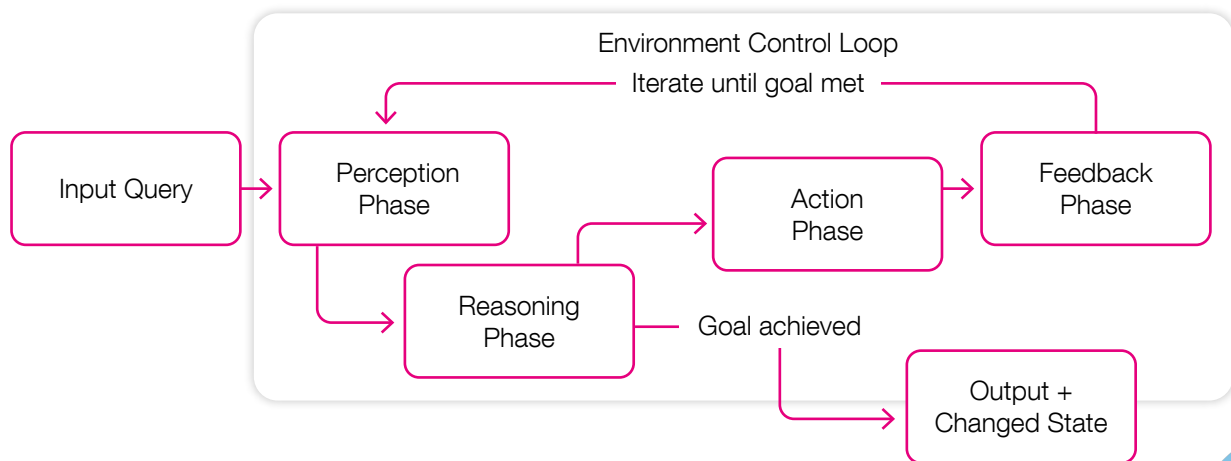 Environment Control Loop
Iterate until goal met
Input Query
Perception
Phase
Action
Phase
Feedback
Phase
Reasoning
Phase
Goal achieved
Output +
Changed State